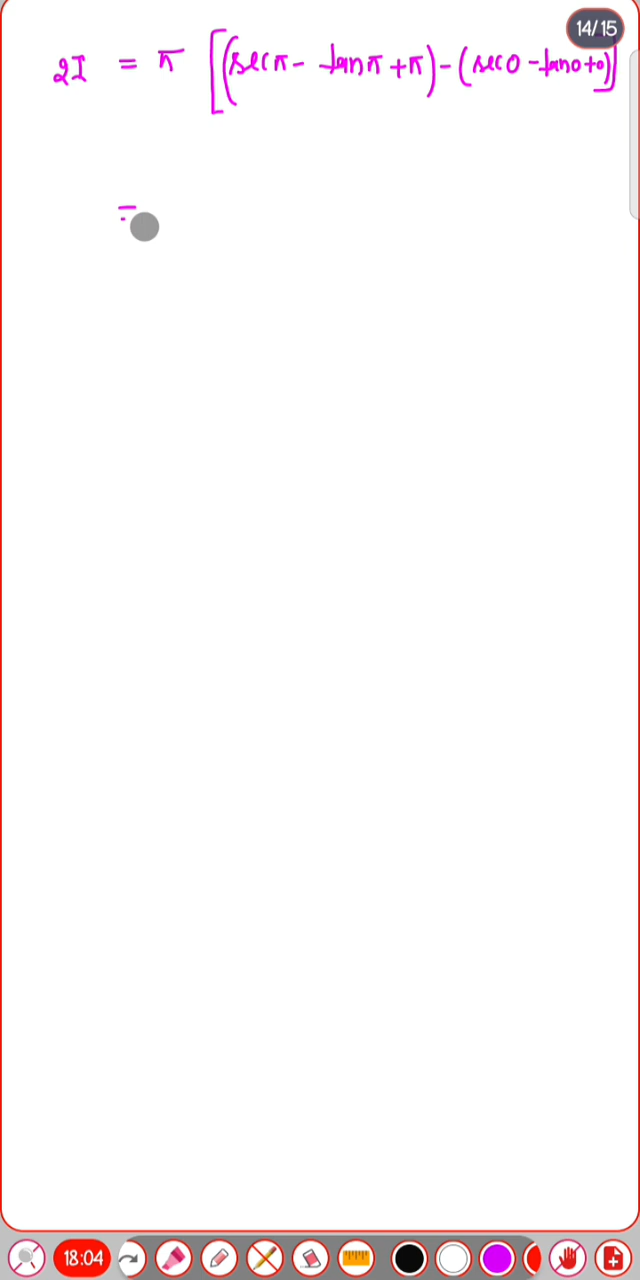 14/15
2I = π [(secπ - tanπ + π) - (sec0 - tan0 + 0)]
=
18:04